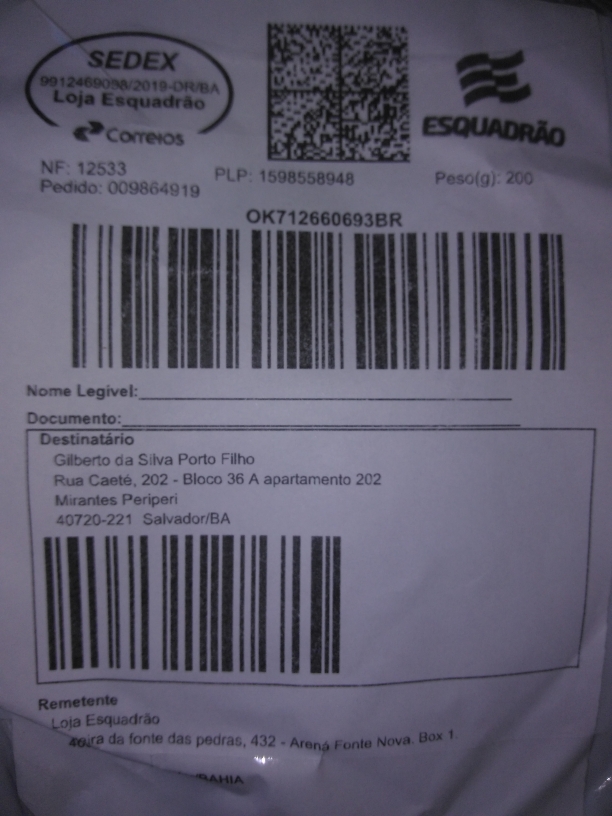 SEDEX
9912469088/2019-DR/BA
Loja Esquadrão
Correios
ESQUADRÃO
NF: 12533
PLP: 1598558948
Peso(g): 200
Pedido: 009864919
OK712660693BR
Nome Legível:
Documento:
Destinatário
Gilberto da Silva Porto Filho
Rua Caeté, 202 - Bloco 36 A apartamento 202
Mirantes Periperi
40720-221 Salvador/BA
Remetente
Loja Esquadrão
da fonte das pedras, 432 - Arena Fonte Nova. Box 1.
/BAHIA